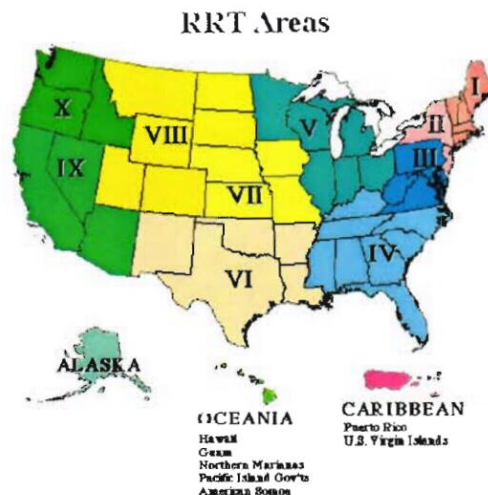 RRT Areas
I
II
X
V
VIII
III
IX
VII
IV
VI
ALASKA
OCEANIA
Hawaii
Guam
Northern Marianas
Pacific Island Gov'ts
American Somoa
CARIBBEAN
Puerto Rico
U.S. Virgin Islands